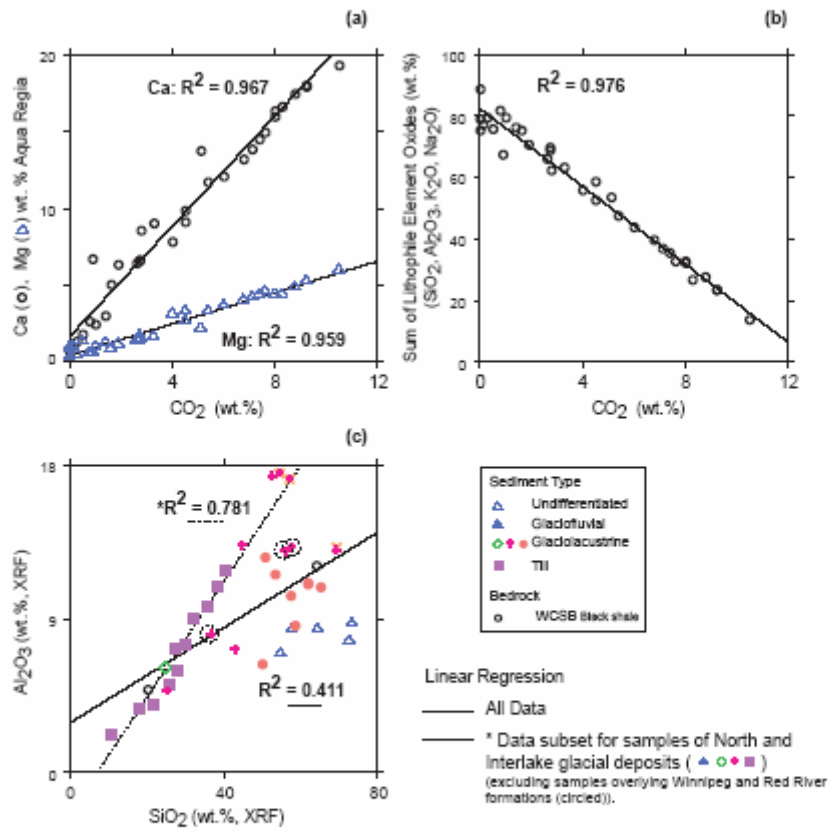 (a)
20
Ca: R² = 0.967
Ca (o), Mg (▷) wt. % Aqua Regia
10
Mg: R² = 0.959
0
0 4 8 12
CO₂ (wt.%)
(b)
100
R² = 0.976
80
Sum of Lithophile Element Oxides (wt.%)
(SiO₂, Al₂O₃, K₂O, Na₂O)
60
40
20
0
0 4 8 12
CO₂ (wt.%)
(c)
18
*R² = 0.781
Al₂O₃ (wt.%, XRF)
9
R² = 0.411
0
0 40 80
SiO₂ (wt.%, XRF)
Sediment Type
Undifferentiated
Glaciofluvial
Glaciolacustrine
Till
Bedrock
WCSB Black shale
Linear Regression
All Data
* Data subset for samples of North and
Interlake glacial deposits ( )
(excluding samples overlying Winnipeg and Red River
formations (circled)).